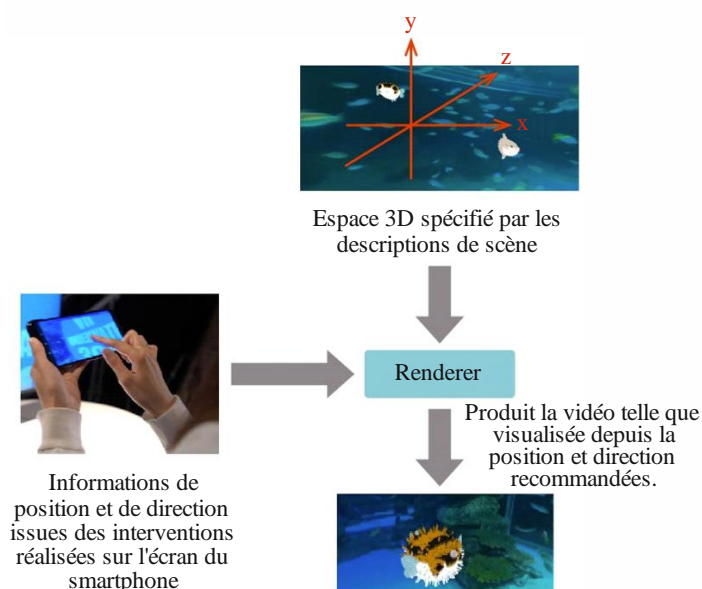 y
z
x
Espace 3D spécifié par les
descriptions de scène
Renderer
Produit la vidéo telle que
visualisée depuis la
position et direction
recommandées.
Informations de
position et de direction
issues des interventions
réalisées sur l'écran du
smartphone